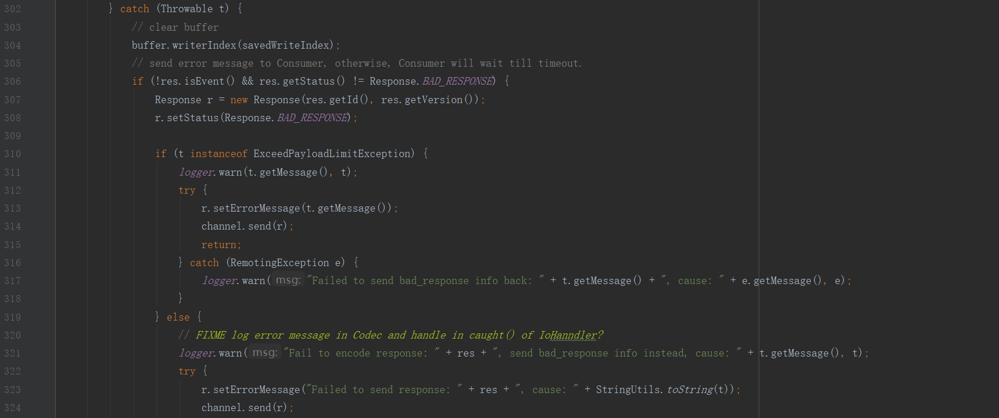 302 } catch (Throwable t) {
303 // clear buffer
304 buffer.writerIndex(savedWriteIndex);
305 // send error message to Consumer, otherwise, Consumer will wait till timeout.
306 if (!res.isEvent() && res.getStatus() != Response.BAD_RESPONSE) {
307 Response r = new Response(res.getId(), res.getVersion());
308 r.setStatus(Response.BAD_RESPONSE);
309
310 if (t instanceof ExceedPayloadLimitException) {
311 logger.warn(t.getMessage(), t);
312 try {
313 r.setErrorMessage(t.getMessage());
314 channel.send(r);
315 return;
316 } catch (RemotingException e) {
317 logger.warn( msg: "Failed to send bad_response info back: " + t.getMessage() + ", cause: " + e.getMessage(), e);
318 }
319 } else {
320 // FIXME log error message in Codec and handle in caught() of IoHanndler?
321 logger.warn( msg: "Fail to encode response: " + res + ", send bad_response info instead, cause: " + t.getMessage(), t);
322 try {
323 r.setErrorMessage("Failed to send response: " + res + ", cause: " + StringUtils.toString(t));
324 channel.send(r);